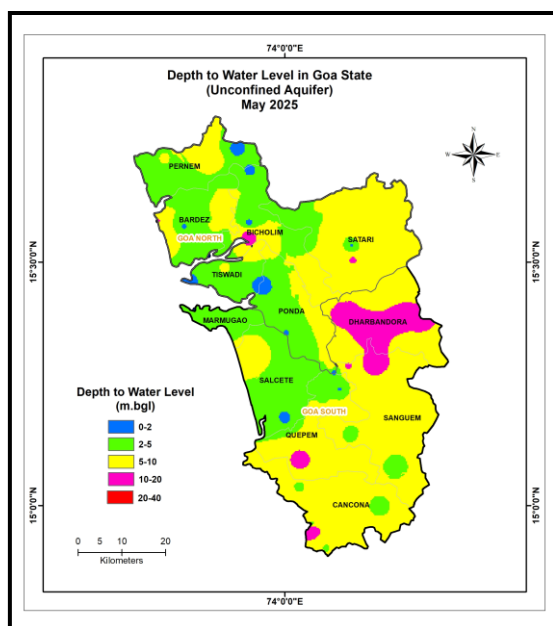 74°0'0"E
Depth to Water Level in Goa State
(Unconfined Aquifer)
May 2025
N
W E
S
PERNEM
BARDEZ
GOA NORTH
BICHOLIM
SATARI
15°30'0"N
15°30'0"N
TISWADI
PONDA
MARMUGAO
DHARBANDORA
SALCETE
GOA SOUTH
SANGUEM
QUEPEM
CANCONA
Depth to Water Level
(m.bgl)
0-2
2-5
5-10
10-20
20-40
15°0'0"N
15°0'0"N
0 5 10 20
Kilometers
74°0'0"E